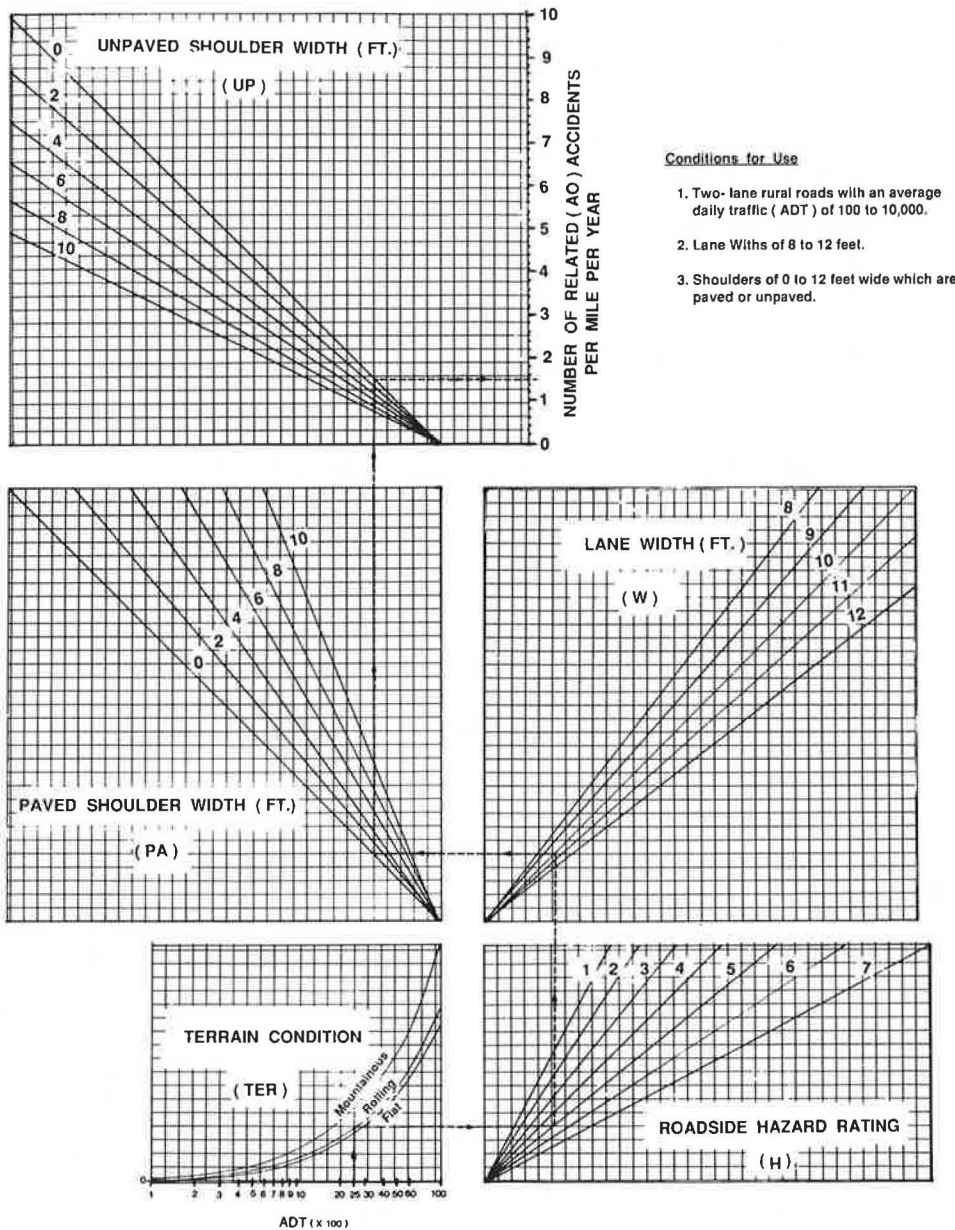 UNPAVED SHOULDER WIDTH (FT.)
(UP)
0
2
4
6
8
10
10
9
8
7
6
5
4
3
2
1
0
NUMBER OF RELATED (AO) ACCIDENTS
PER MILE PER YEAR
Conditions for Use
1. Two- lane rural roads with an average
daily traffic ( ADT ) of 100 to 10,000.
2. Lane Withs of 8 to 12 feet.
3. Shoulders of 0 to 12 feet wide which are
paved or unpaved.
10
8
6
4
2
0
PAVED SHOULDER WIDTH (FT.)
(PA)
LANE WIDTH (FT.)
(W)
8
9
10
11
12
TERRAIN CONDITION
(TER)
Mountainous
Rolling
Flat
0
1 2 3 4 5 6 7 8 9 10 20 25 30 40 50 60 100
ADT (X 100)
1 2 3 4 5 6 7
ROADSIDE HAZARD RATING
(H)